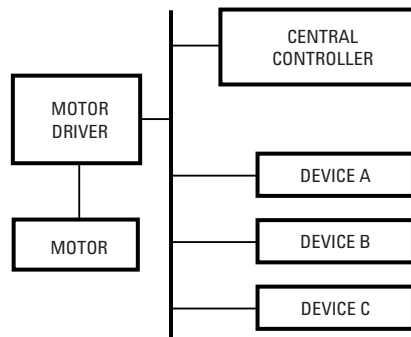 CENTRAL
CONTROLLER
MOTOR
DRIVER
DEVICE A
MOTOR
DEVICE B
DEVICE C